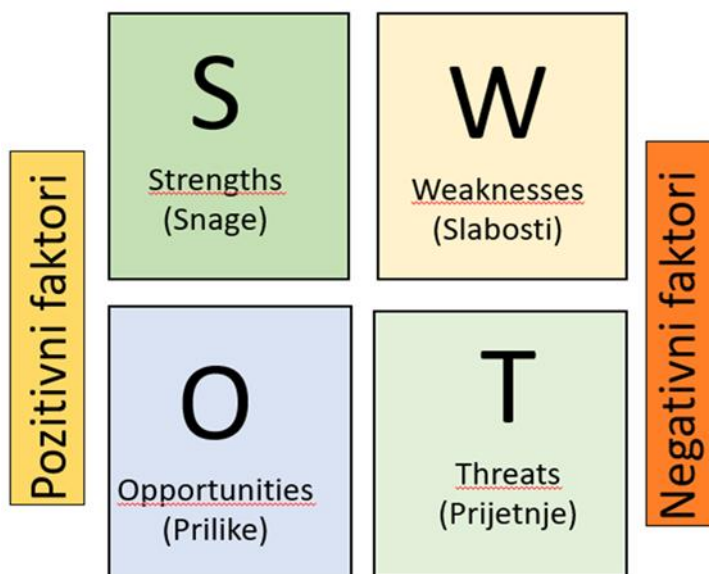 Pozitivni faktori
S
Strengths
(Snage)
W
Weaknesses
(Slabosti)
O
Opportunities
(Prilike)
T
Threats
(Prijetnje)
Negativni faktori